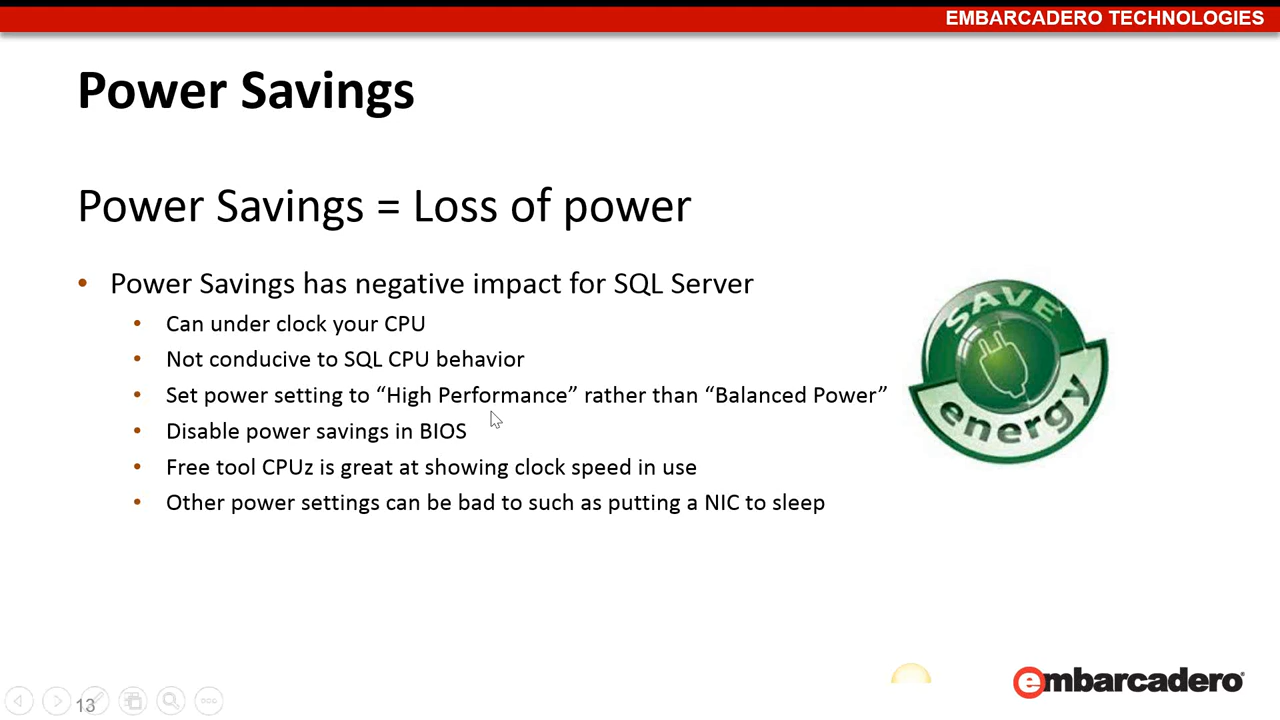 EMBARCADERO TECHNOLOGIES
Power Savings
Power Savings = Loss of power
• Power Savings has negative impact for SQL Server
• Can under clock your CPU
• Not conducive to SQL CPU behavior
• Set power setting to “High Performance” rather than “Balanced Power”
• Disable power savings in BIOS
• Free tool CPUz is great at showing clock speed in use
• Other power settings can be bad to such as putting a NIC to sleep
SAVE
energy
13
embarcadero